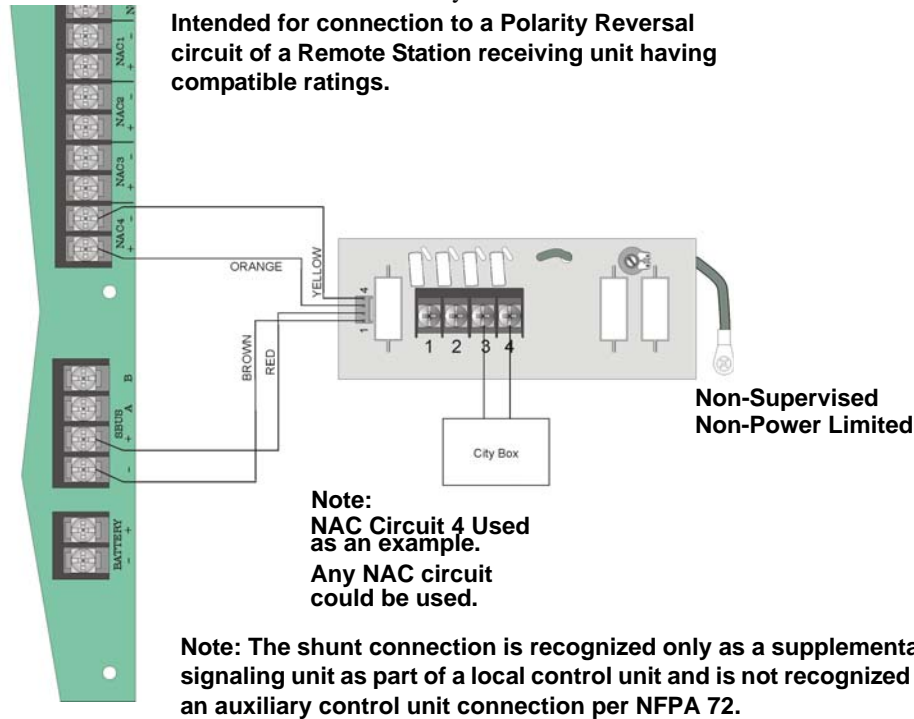 Intended for connection to a Polarity Reversal
circuit of a Remote Station receiving unit having
compatible ratings.
N
-
NAC1
+
-
NAC2
+
-
NAC3
+
-
NAC4
+
ORANGE
YELLOW
4
1
BROWN
RED
1 2 3 4
B
A
SBUS
+
-
BATTERY
+
-
City Box
Non-Supervised
Non-Power Limited
Note:
NAC Circuit 4 Used
as an example.
Any NAC circuit
could be used.
Note: The shunt connection is recognized only as a supplementa
signaling unit as part of a local control unit and is not recognized
an auxiliary control unit connection per NFPA 72.